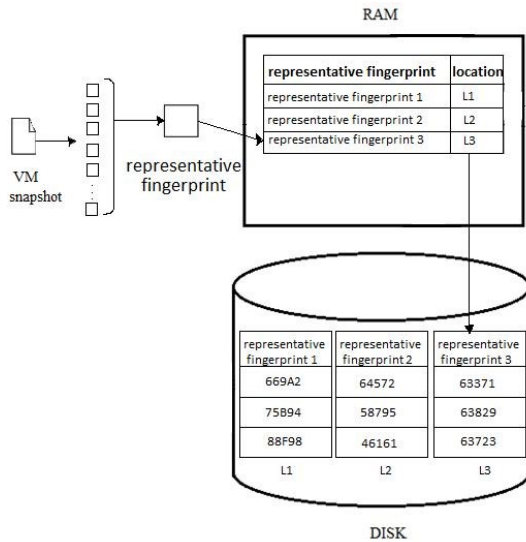 RAM
representative fingerprint location
representative fingerprint 1 L1
representative fingerprint 2 L2
representative fingerprint 3 L3
VM
snapshot
representative
fingerprint
representative
fingerprint 1
669A2
75B94
88F98
L1
representative
fingerprint 2
64572
58795
46161
L2
representative
fingerprint 3
63371
63829
63723
L3
DISK